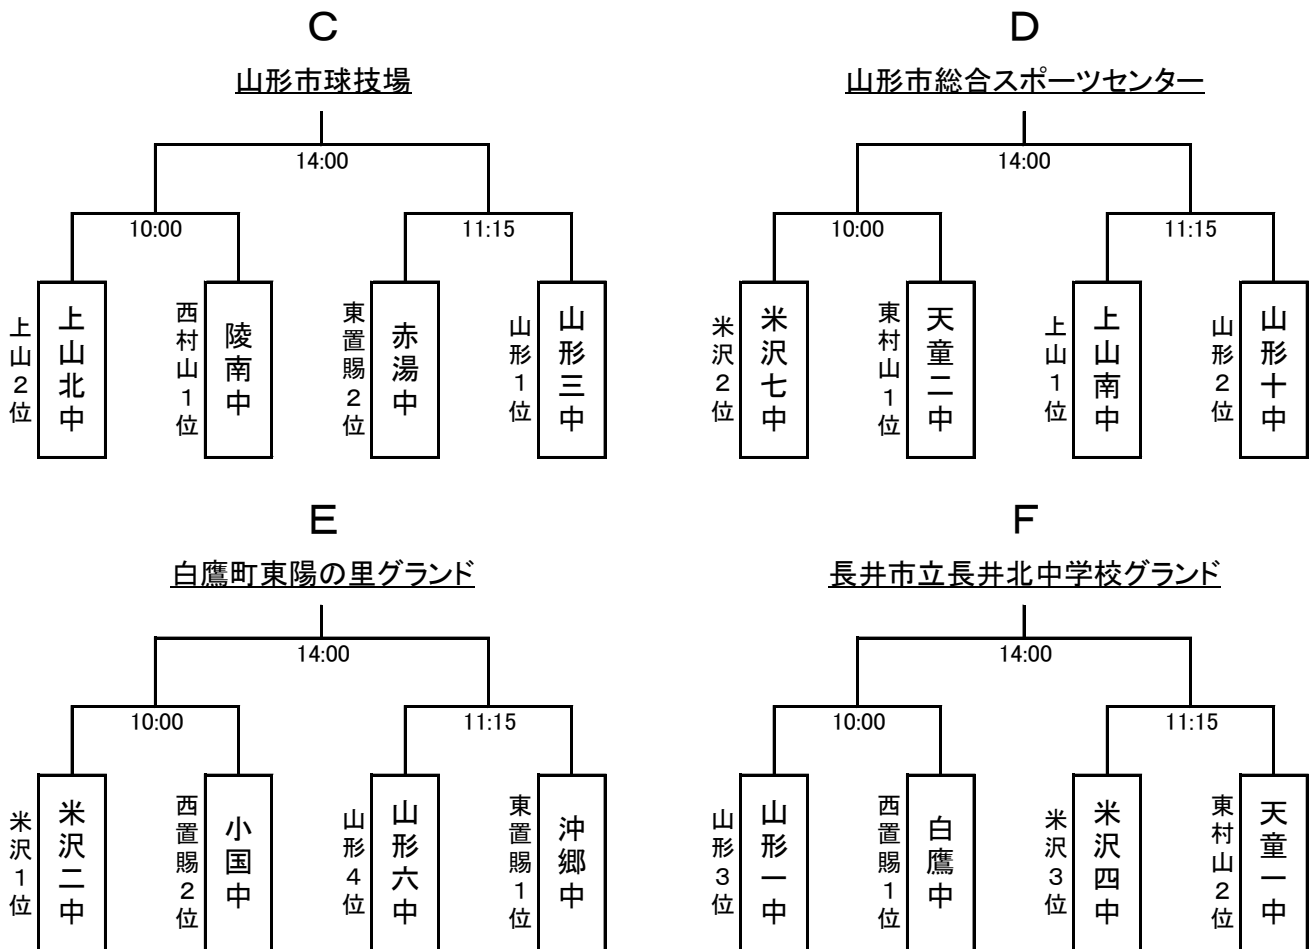 C
山形市球技場
14:00
10:00
11:15
上山2位
上山北中
西村山1位
陵南中
東置賜2位
赤湯中
山形1位
山形三中
D
山形市総合スポーツセンター
14:00
10:00
11:15
米沢2位
米沢七中
東村山1位
天童二中
上山1位
上山南中
山形2位
山形十中
E
白鷹町東陽の里グランド
14:00
10:00
11:15
米沢1位
米沢二中
西置賜2位
小国中
山形4位
山形六中
東置賜1位
沖郷中
F
長井市立長井北中学校グランド
14:00
10:00
11:15
山形3位
山形一中
西置賜1位
白鷹中
米沢3位
米沢四中
東村山2位
天童一中